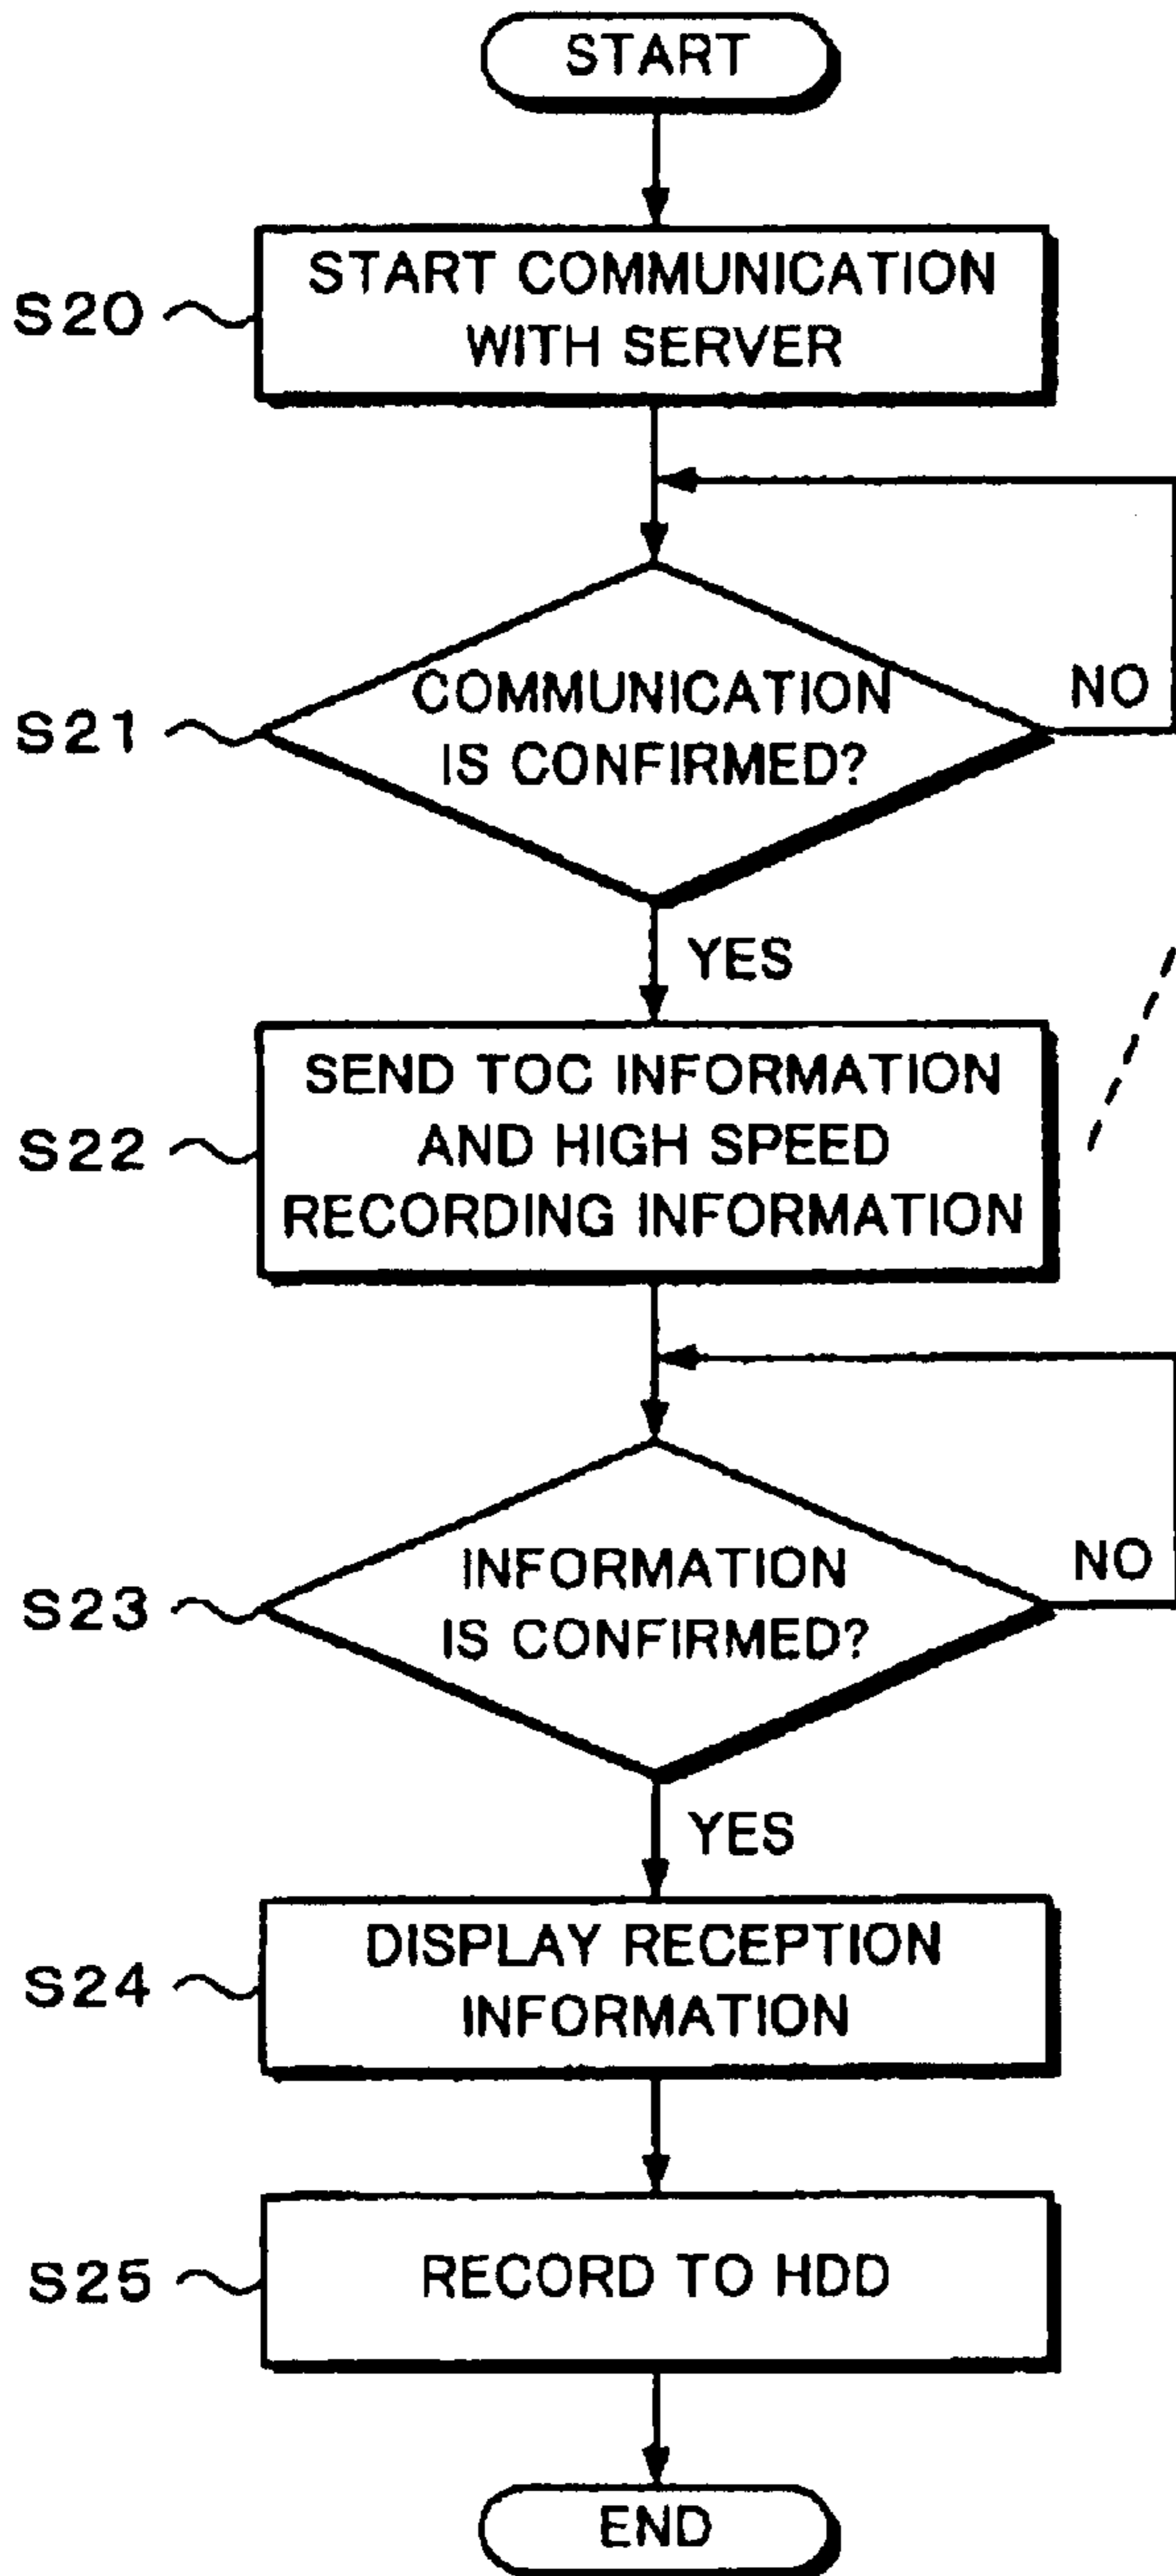 START
S20
START COMMUNICATION
WITH SERVER
S21
COMMUNICATION
IS CONFIRMED?
NO
YES
S22
SEND TOC INFORMATION
AND HIGH SPEED
RECORDING INFORMATION
S23
INFORMATION
IS CONFIRMED?
NO
YES
S24
DISPLAY RECEPTION
INFORMATION
S25
RECORD TO HDD
END